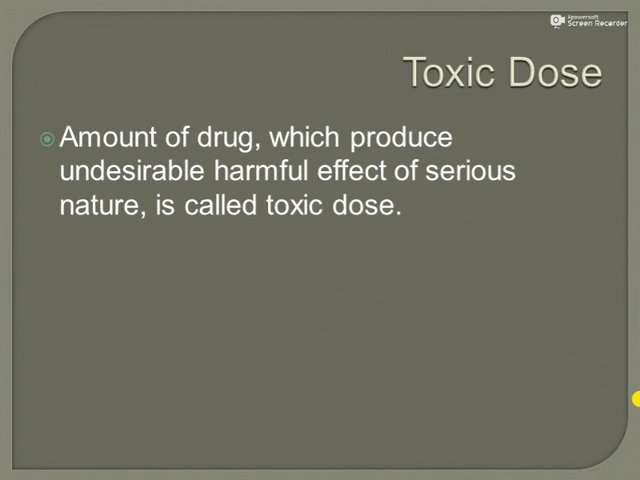 Apowersoft
Screen Recorder
Toxic Dose
Amount of drug, which produce
undesirable harmful effect of serious
nature, is called toxic dose.